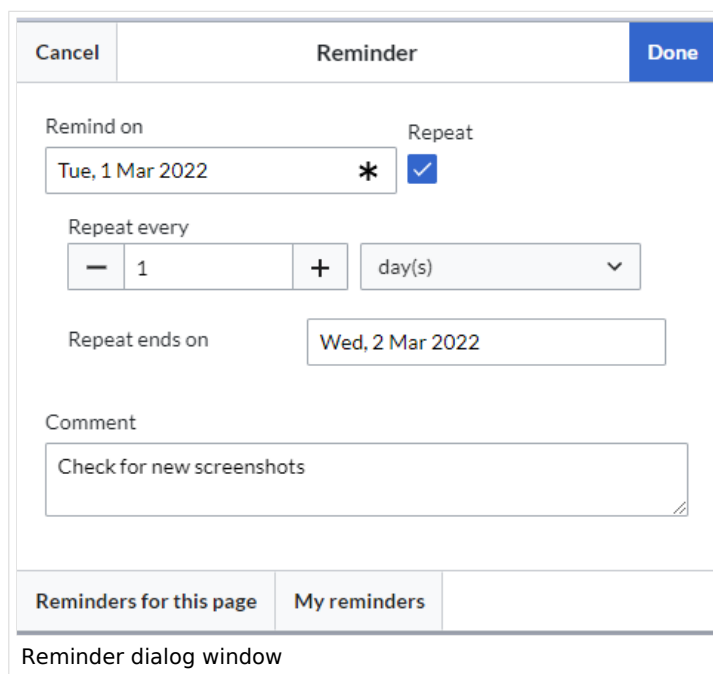 Cancel Reminder Done
Remind on Repeat
Tue, 1 Mar 2022 *
Repeat every
1 + day(s)
Repeat ends on Wed, 2 Mar 2022
Comment
Check for new screenshots
Reminders for this page My reminders
Reminder dialog window